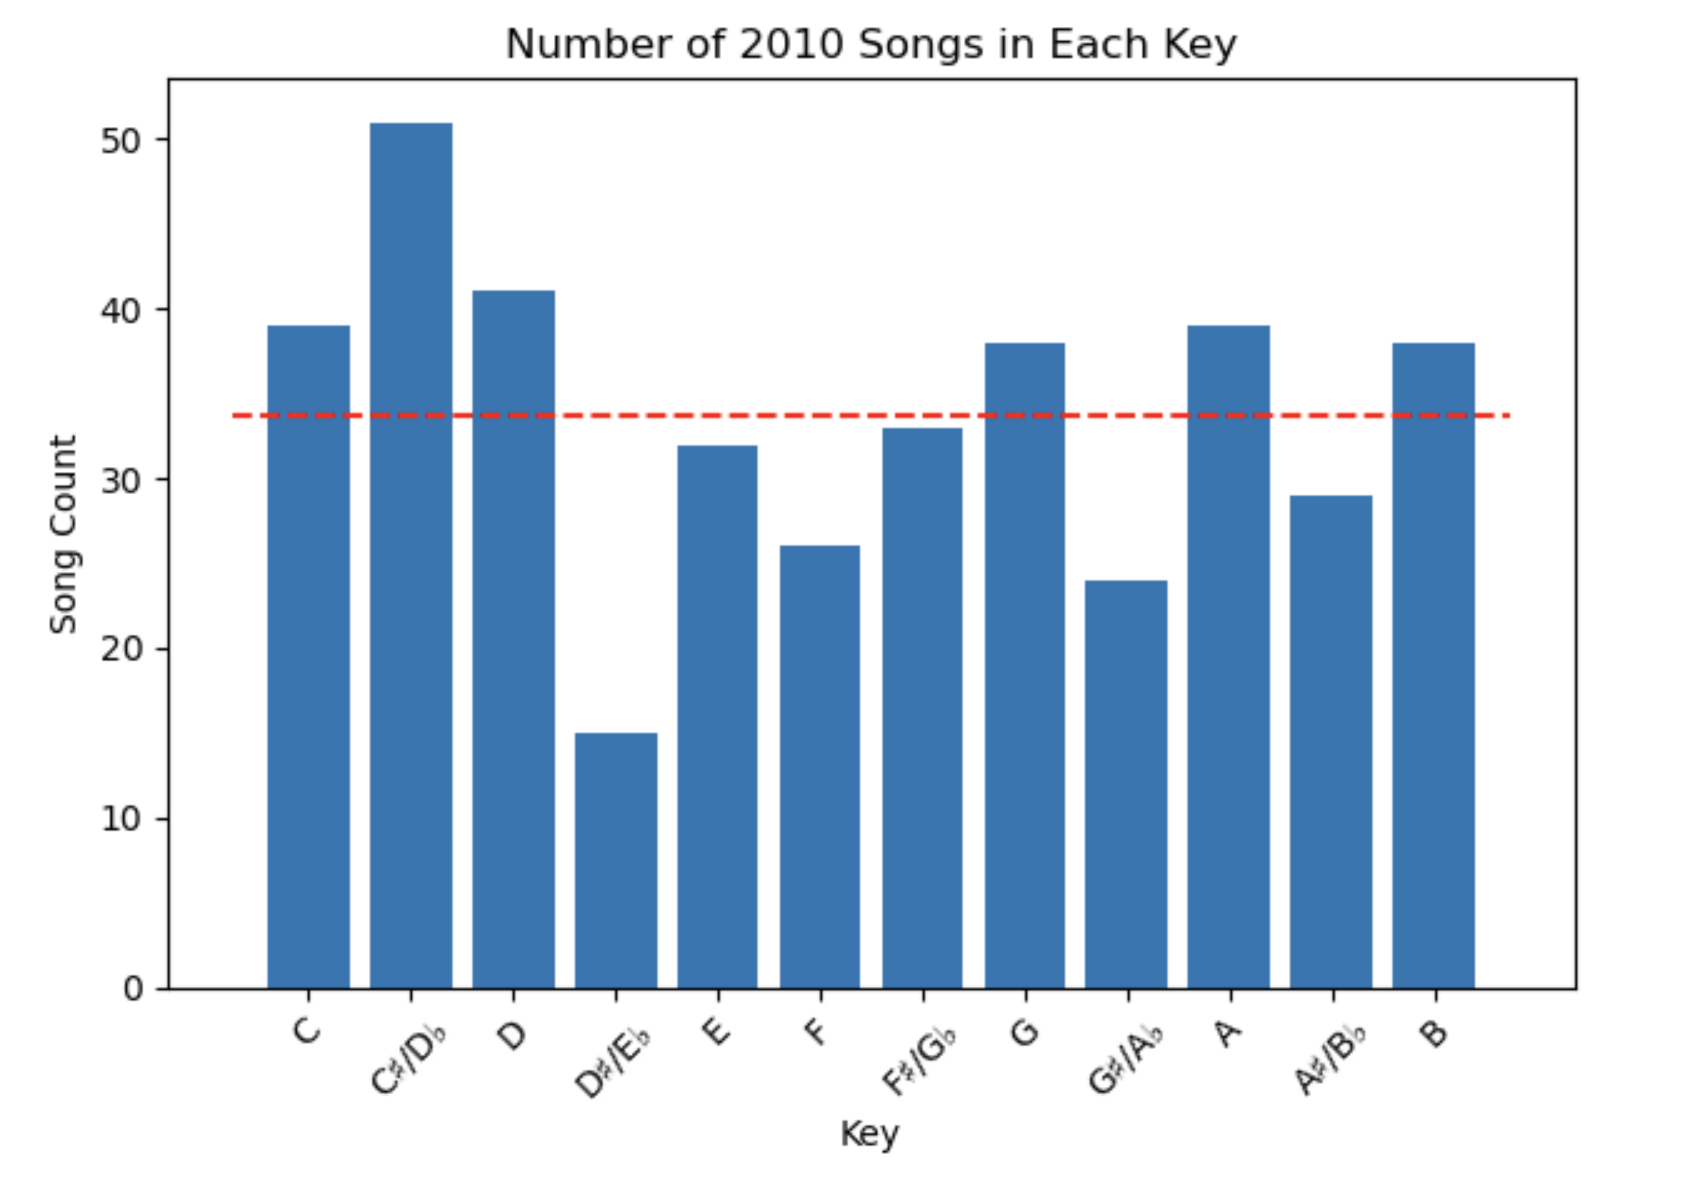 Number of 2010 Songs in Each Key
50
40
30
20
10
0
Song Count
C
C♯/D♭
D
D♯/E♭
E
F
F♯/G♭
G
G♯/A♭
A
A♯/B♭
B
Key